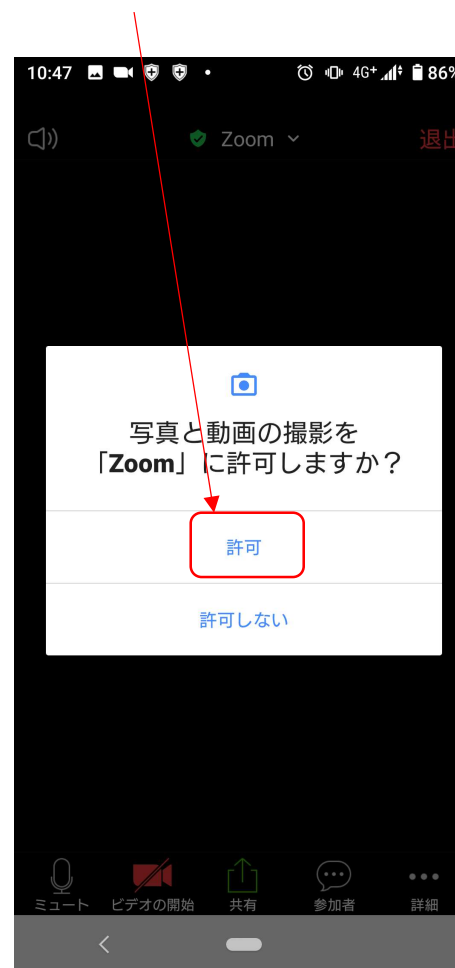 10:47 4G+ 86%
Zoom 退出
写真と動画の撮影を
「Zoom」に許可しますか？
許可
許可しない
ミュート ビデオの開始 共有 参加者 詳細